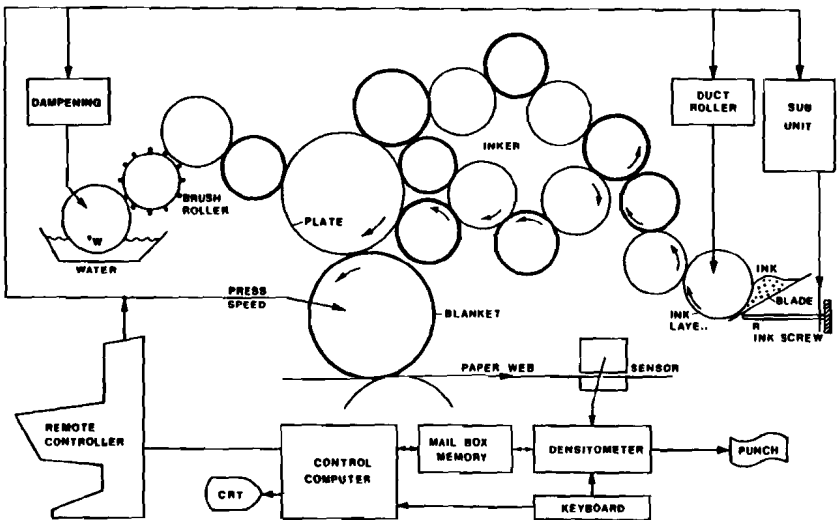 DAMPENING
DUCT
ROLLER
SUB
UNIT
INKER
BRUSH
ROLLER
PLATE
W
WATER
INK
BLADE
PRESS
SPEED
BLANKET
INK
LAYE..
R
INK SCREW
PAPER WEB
SENSOR
REMOTE
CONTROLLER
CONTROL
COMPUTER
MAIL BOX
MEMORY
DENSITOMETER
PUNCH
CRT
KEYBOARD